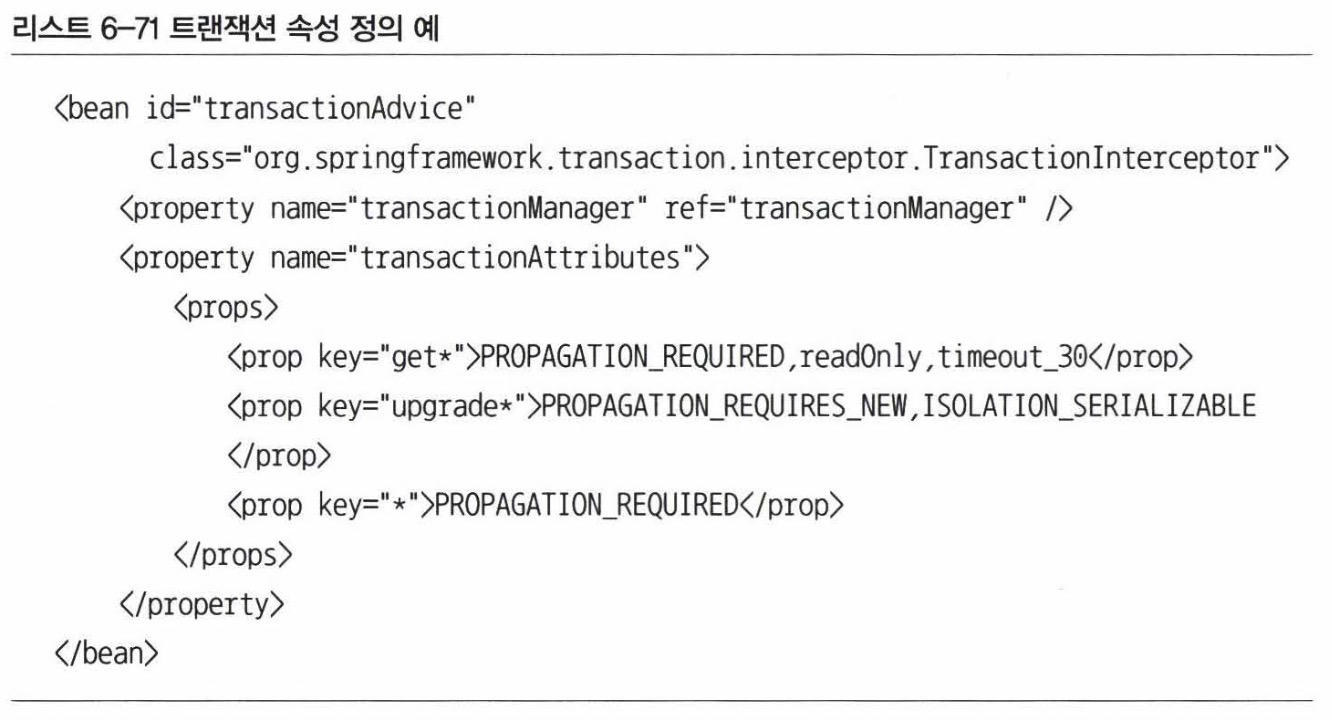 리스트 6-71 트랜잭션 속성 정의 예
<bean id="transactionAdvice"
class="org.springframework.transaction.interceptor.TransactionInterceptor">
<property name="transactionManager" ref="transactionManager" />
<property name="transactionAttributes">
<props>
<prop key="get*">PROPAGATION_REQUIRED,readOnly,timeout_30</prop>
<prop key="upgrade*">PROPAGATION_REQUIRES_NEW,ISOLATION_SERIALIZABLE
</prop>
<prop key="*">PROPAGATION_REQUIRED</prop>
</props>
</property>
</bean>